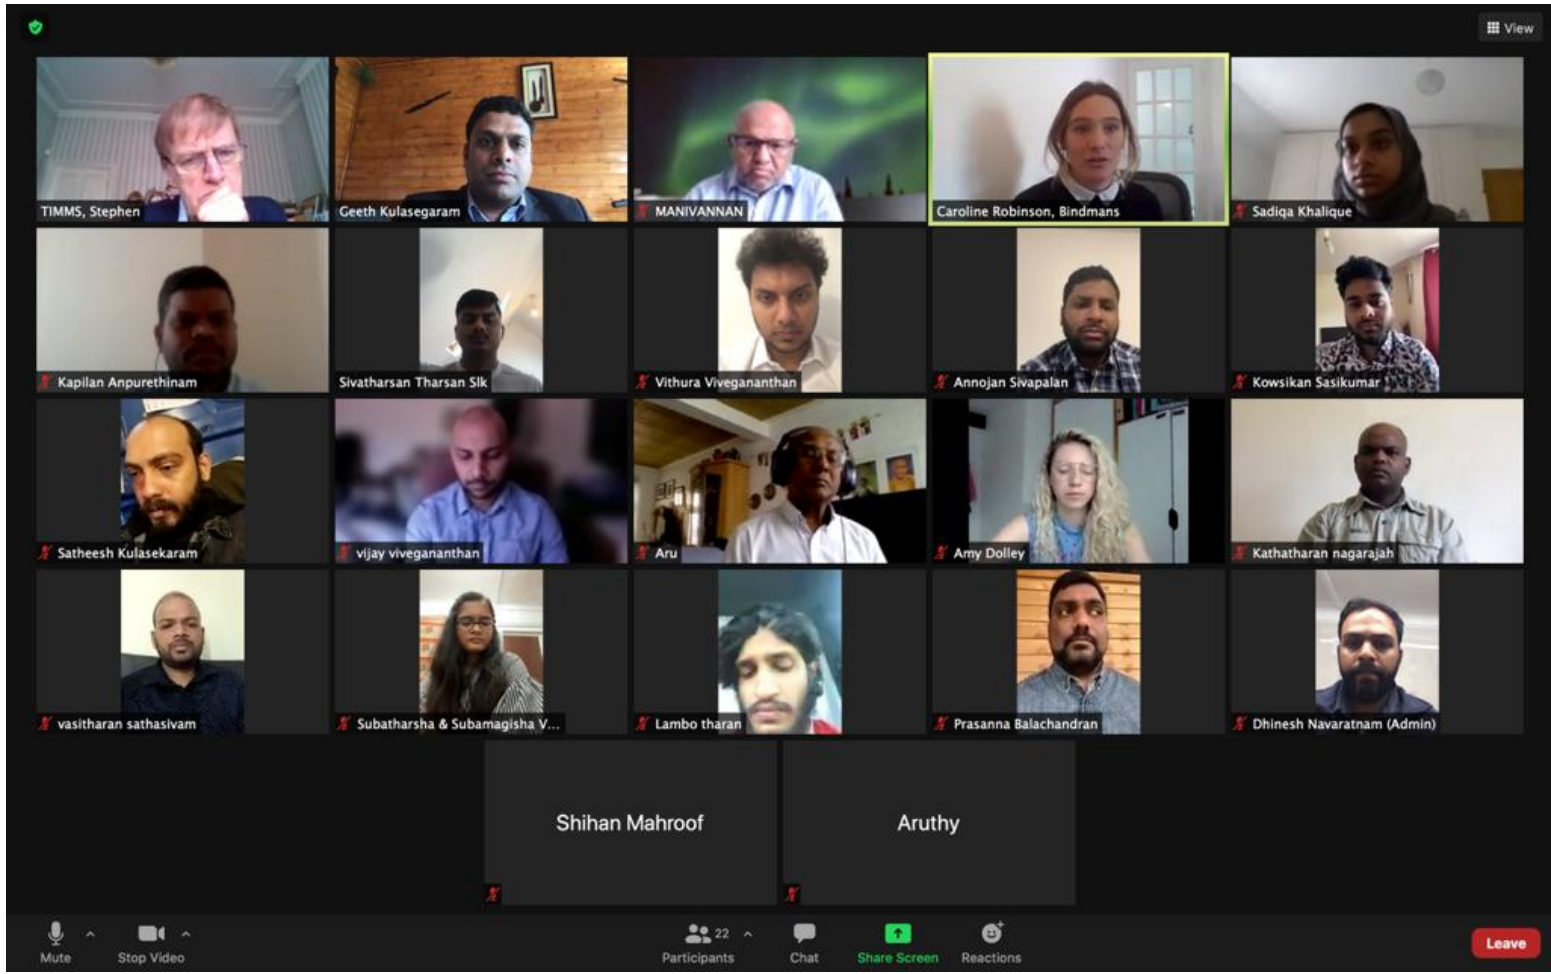 View
TIMMS, Stephen
Geeth Kulasegaram
MANIVANNAN
Caroline Robinson, Bindmans
Sadiqa Khalique
Kapilan Anpurethinam
Sivatharsan Tharsan Slk
Vithura Vivegananthan
Annojan Sivapalan
Kowsikan Sasikumar
Satheesh Kulasekaram
vijay vivegananthan
Aru
Amy Dolley
Kathatharan nagarajah
vasitharan sathasivam
Subatharsha & Subamagisha V...
Lambo tharan
Prasanna Balachandran
Dhinesh Navaratnam (Admin)
Shihan Mahroof
Aruthy
22
Mute
Stop Video
Participants
Chat
Share Screen
Reactions
Leave